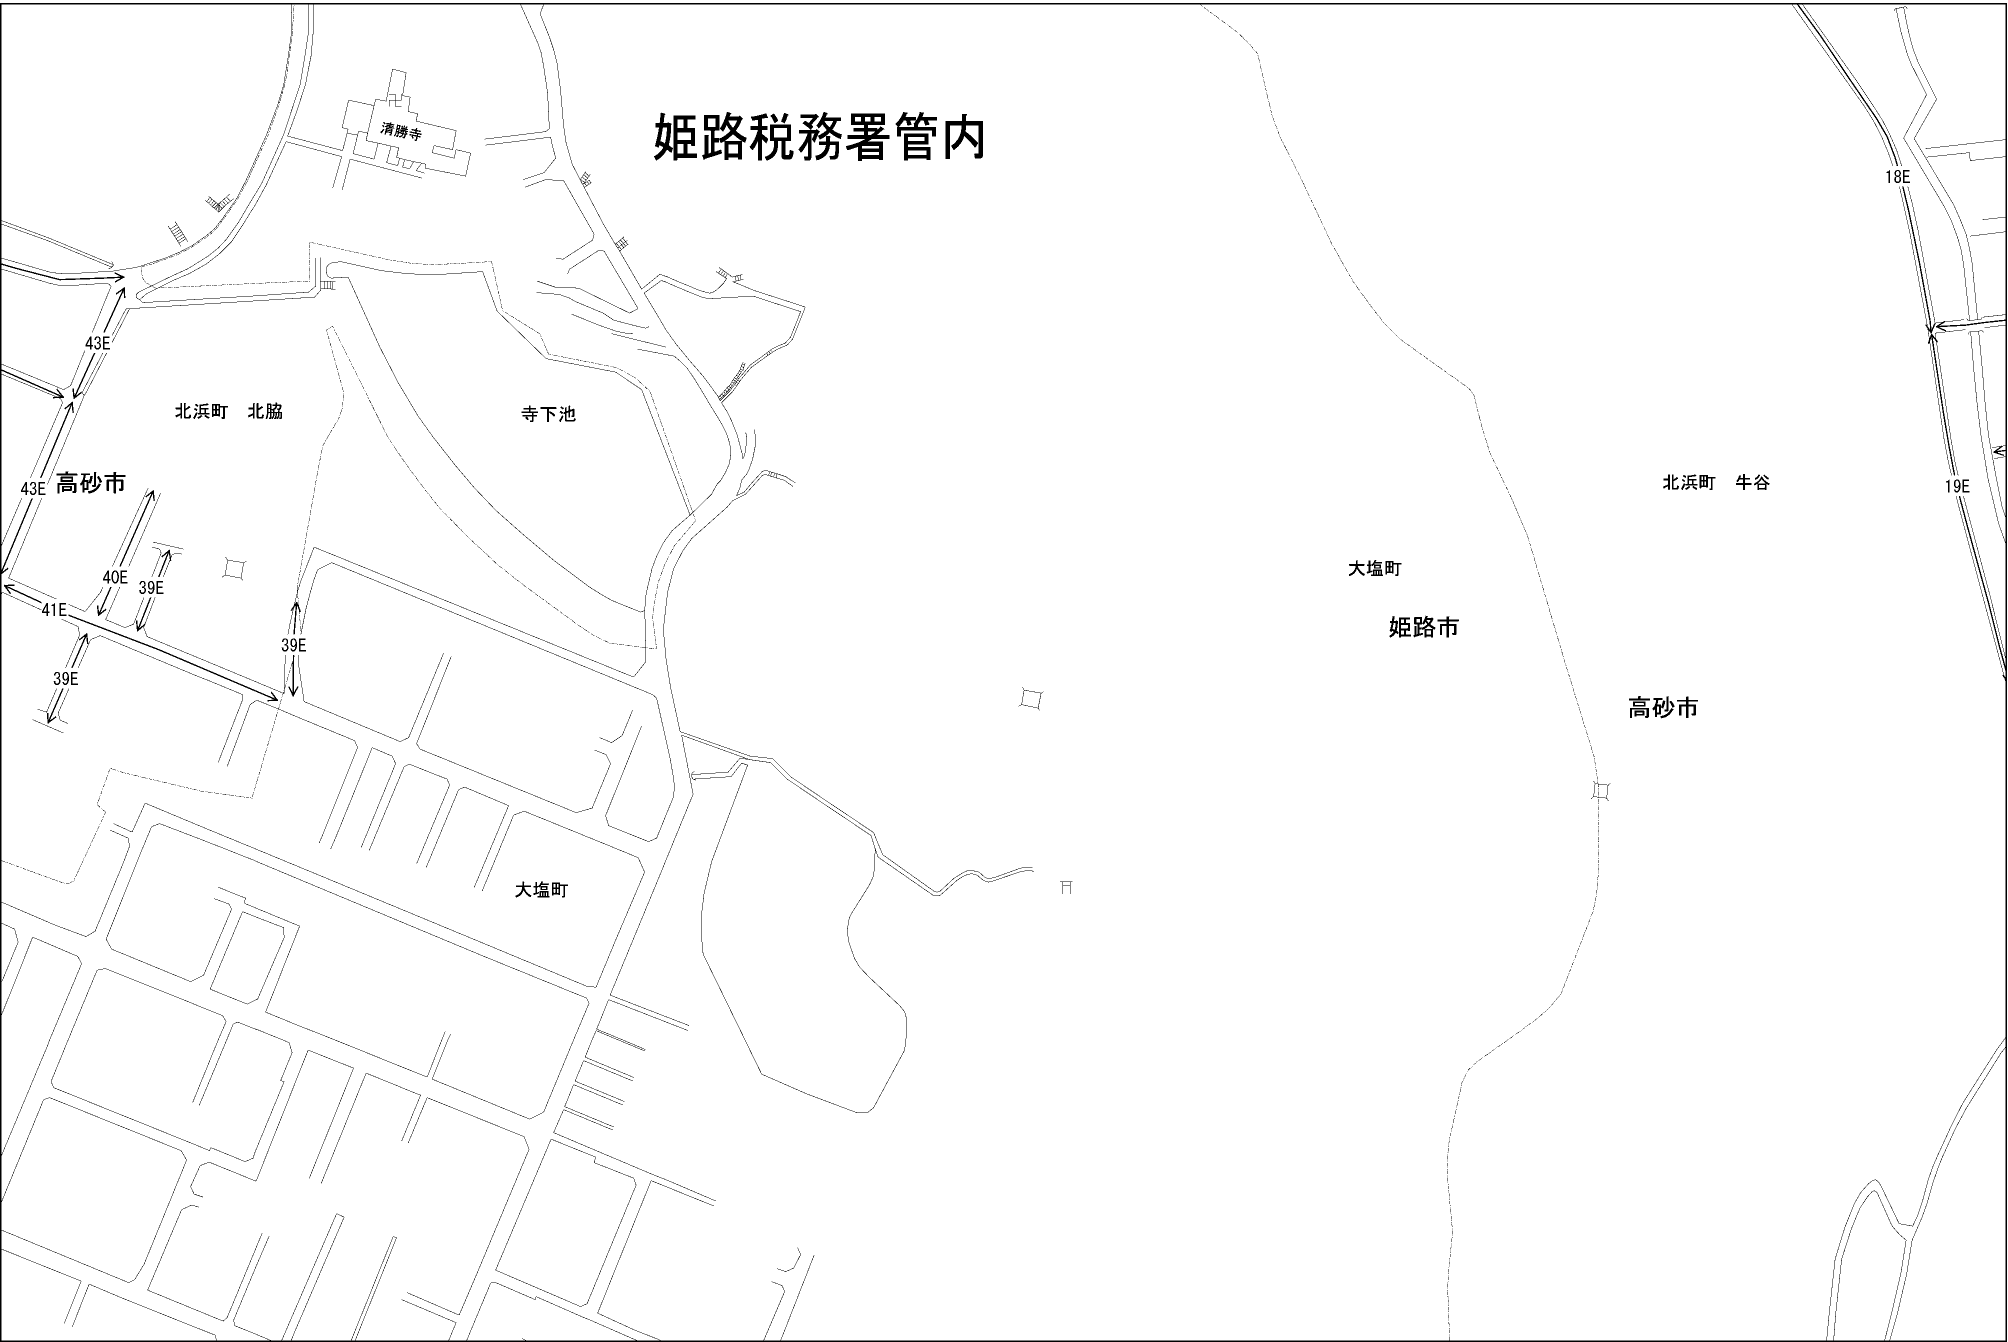 清勝寺
姫路税務署管内
18E
43E
北浜町　北脇
寺下池
高砂市
43E
北浜町　牛谷
19E
大塩町
40E
39E
41E
姫路市
39E
39E
高砂市
大塩町